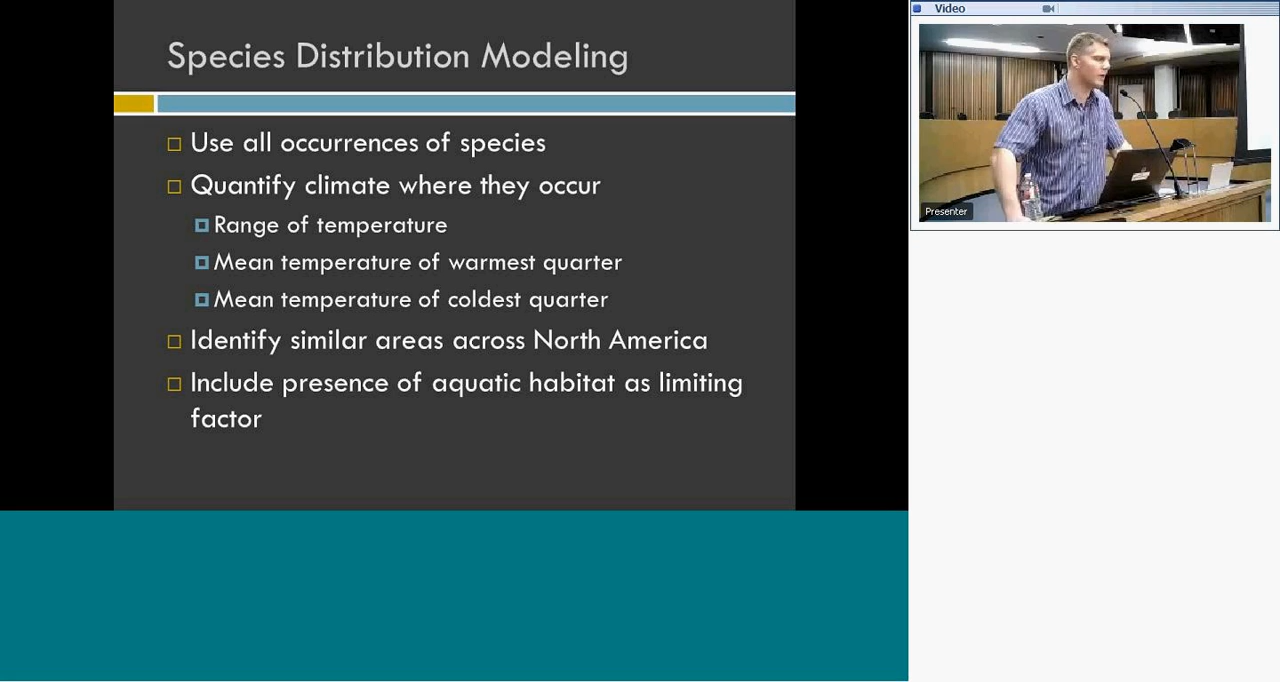 Species Distribution Modeling
Use all occurrences of species
Quantify climate where they occur
Range of temperature
Mean temperature of warmest quarter
Mean temperature of coldest quarter
Identify similar areas across North America
Include presence of aquatic habitat as limiting
factor
Video
Presenter